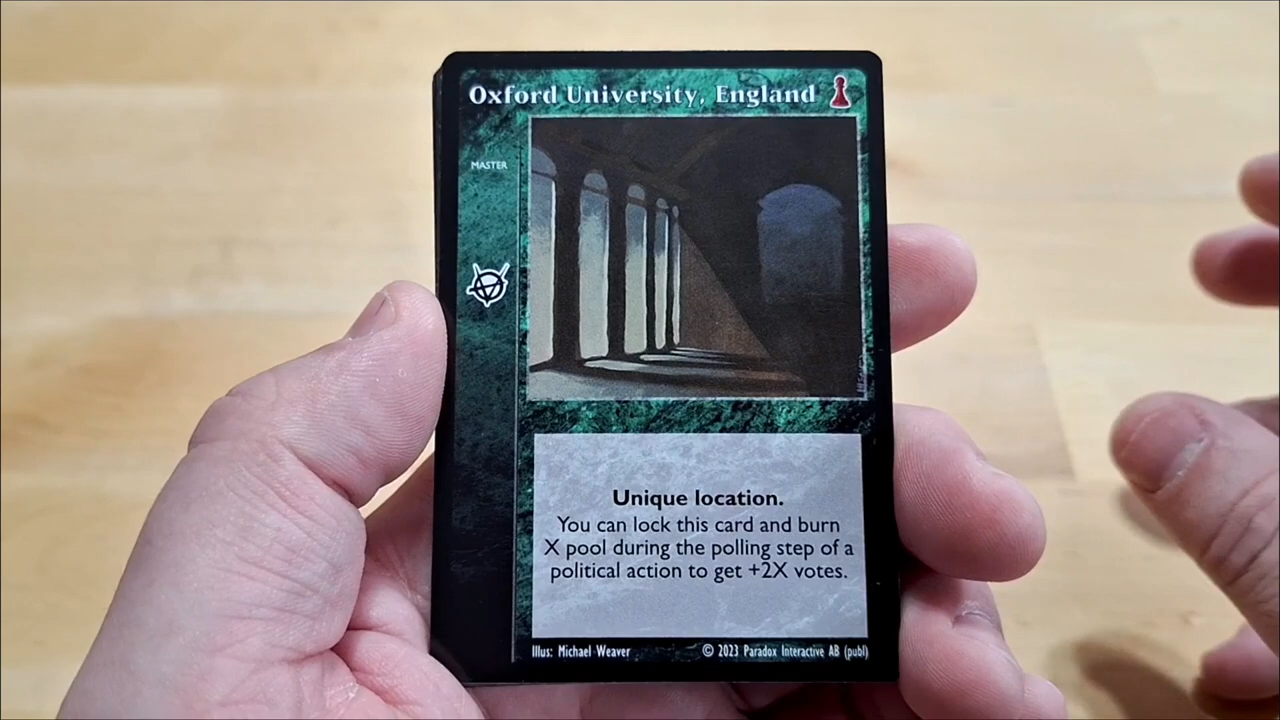 Oxford University, England
MASTER
Unique location.
You can lock this card and burn
X pool during the polling step of a
political action to get +2X votes.
Illus: Michael Weaver © 2023 Paradox Interactive AB (publ)